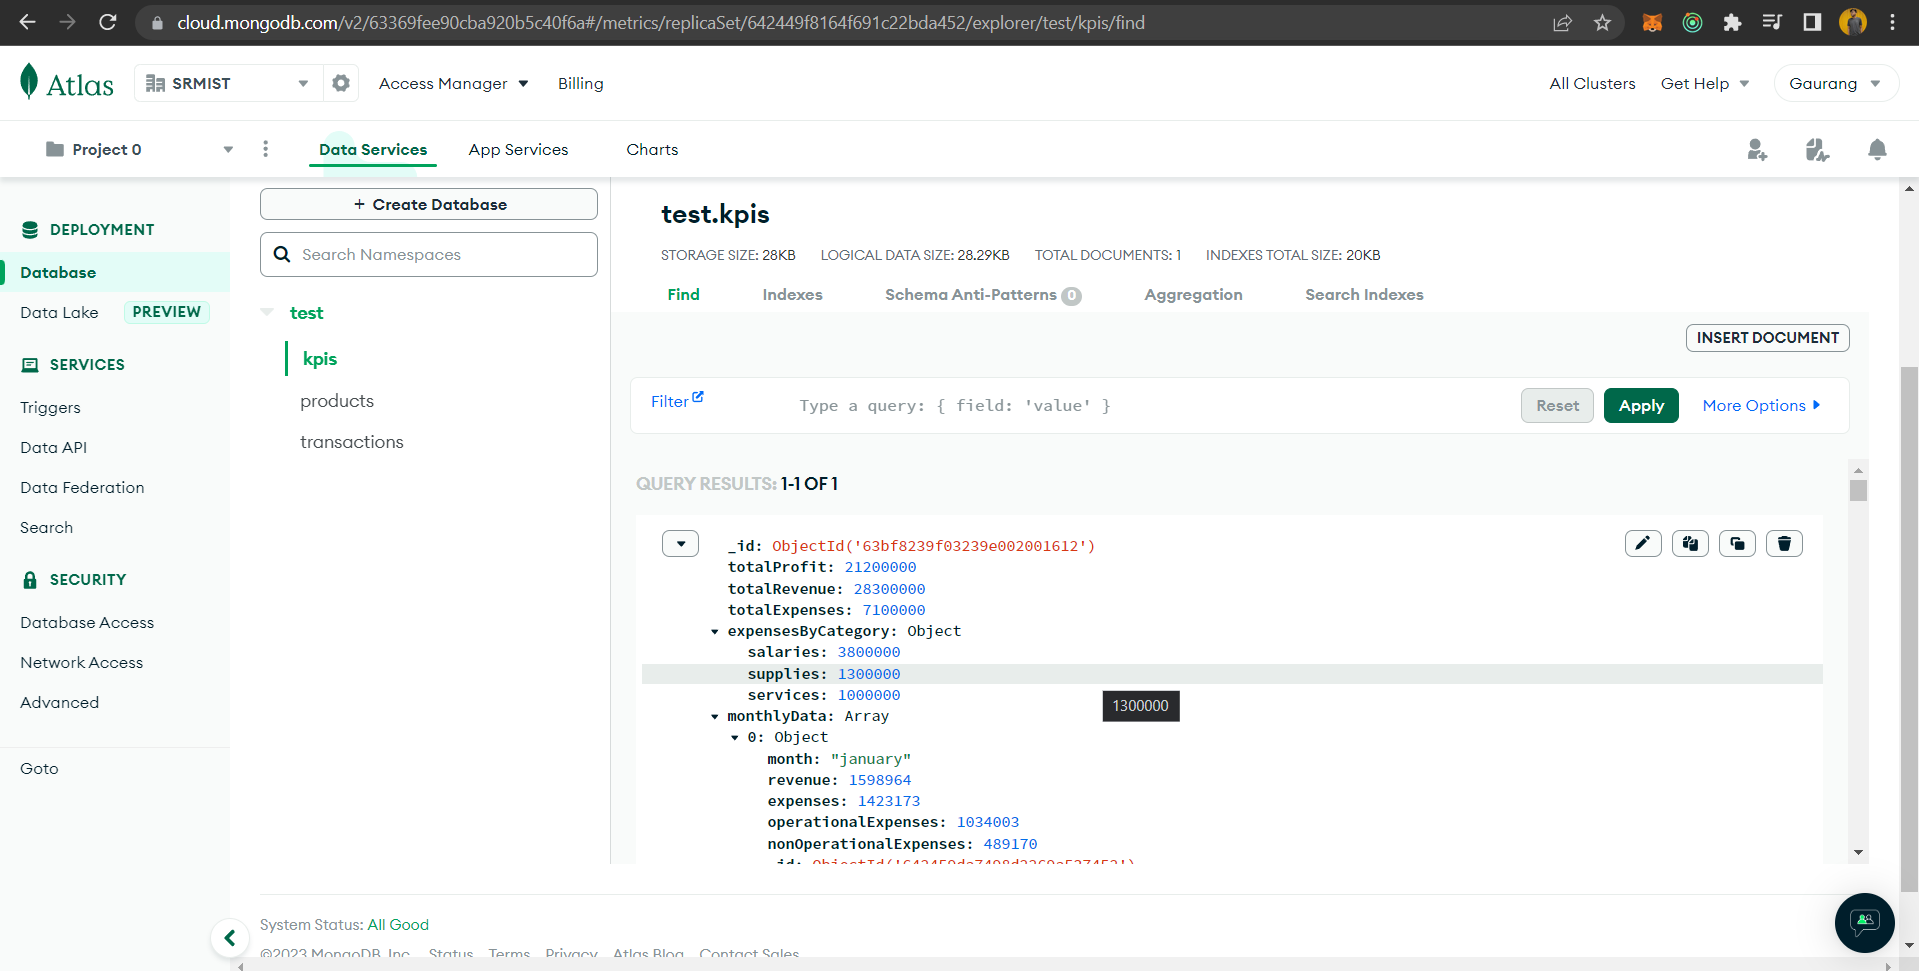 cloud.mongodb.com/v2/63369fee90cba920b5c40f6a#/metrics/replicaSet/642449f8164f691c22bda452/explorer/test/kpis/find
Atlas
SRMIST
Access Manager
Billing
All Clusters
Get Help
Gaurang
Project 0
Data Services
App Services
Charts
DEPLOYMENT
Database
Data Lake PREVIEW
SERVICES
Triggers
Data API
Data Federation
Search
SECURITY
Database Access
Network Access
Advanced
Goto
+ Create Database
Search Namespaces
test
kpis
products
transactions
test.kpis
STORAGE SIZE: 28KB LOGICAL DATA SIZE: 28.29KB TOTAL DOCUMENTS: 1 INDEXES TOTAL SIZE: 20KB
Find Indexes Schema Anti-Patterns 0 Aggregation Search Indexes
INSERT DOCUMENT
Filter Type a query: { field: 'value' } Reset Apply More Options
QUERY RESULTS: 1-1 OF 1
_id: ObjectId('63bf8239f03239e002001612')
totalProfit: 21200000
totalRevenue: 28300000
totalExpenses: 7100000
expensesByCategory: Object
salaries: 3800000
supplies: 1300000
services: 1000000
1300000
monthlyData: Array
0: Object
month: "january"
revenue: 1598964
expenses: 1423173
operationalExpenses: 1034003
nonOperationalExpenses: 489170
System Status: All Good
©2023 MongoDB, Inc. Status Terms Privacy Atlas Blog Contact Sales